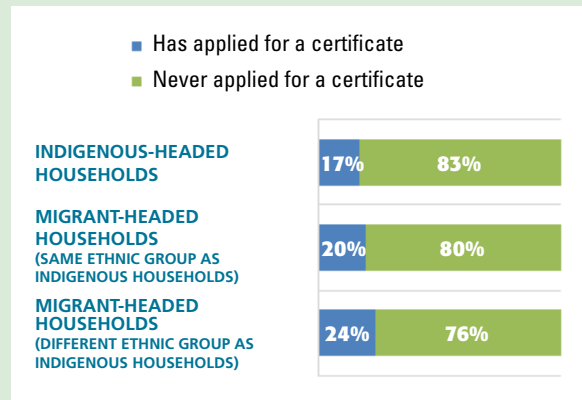 Has applied for a certificate
Never applied for a certificate
INDIGENOUS-HEADED
HOUSEHOLDS
17% 83%
MIGRANT-HEADED
HOUSEHOLDS
(SAME ETHNIC GROUP AS
INDIGENOUS HOUSEHOLDS)
20% 80%
MIGRANT-HEADED
HOUSEHOLDS
(DIFFERENT ETHNIC GROUP AS
INDIGENOUS HOUSEHOLDS)
24% 76%